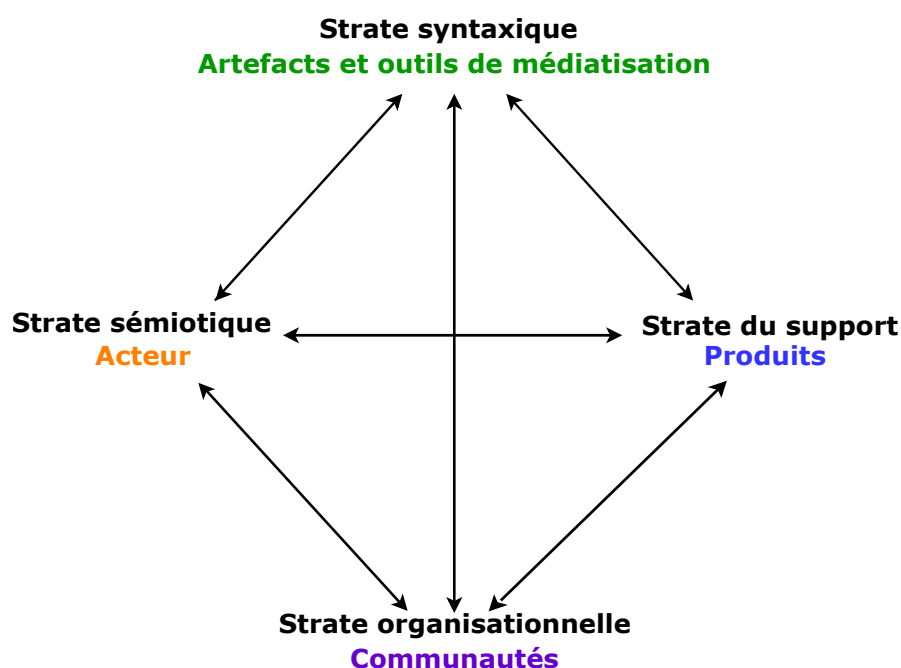 Strate syntaxique
Artefacts et outils de médiatisation
Strate sémiotique
Acteur
Strate du support
Produits
Strate organisationnelle
Communautés